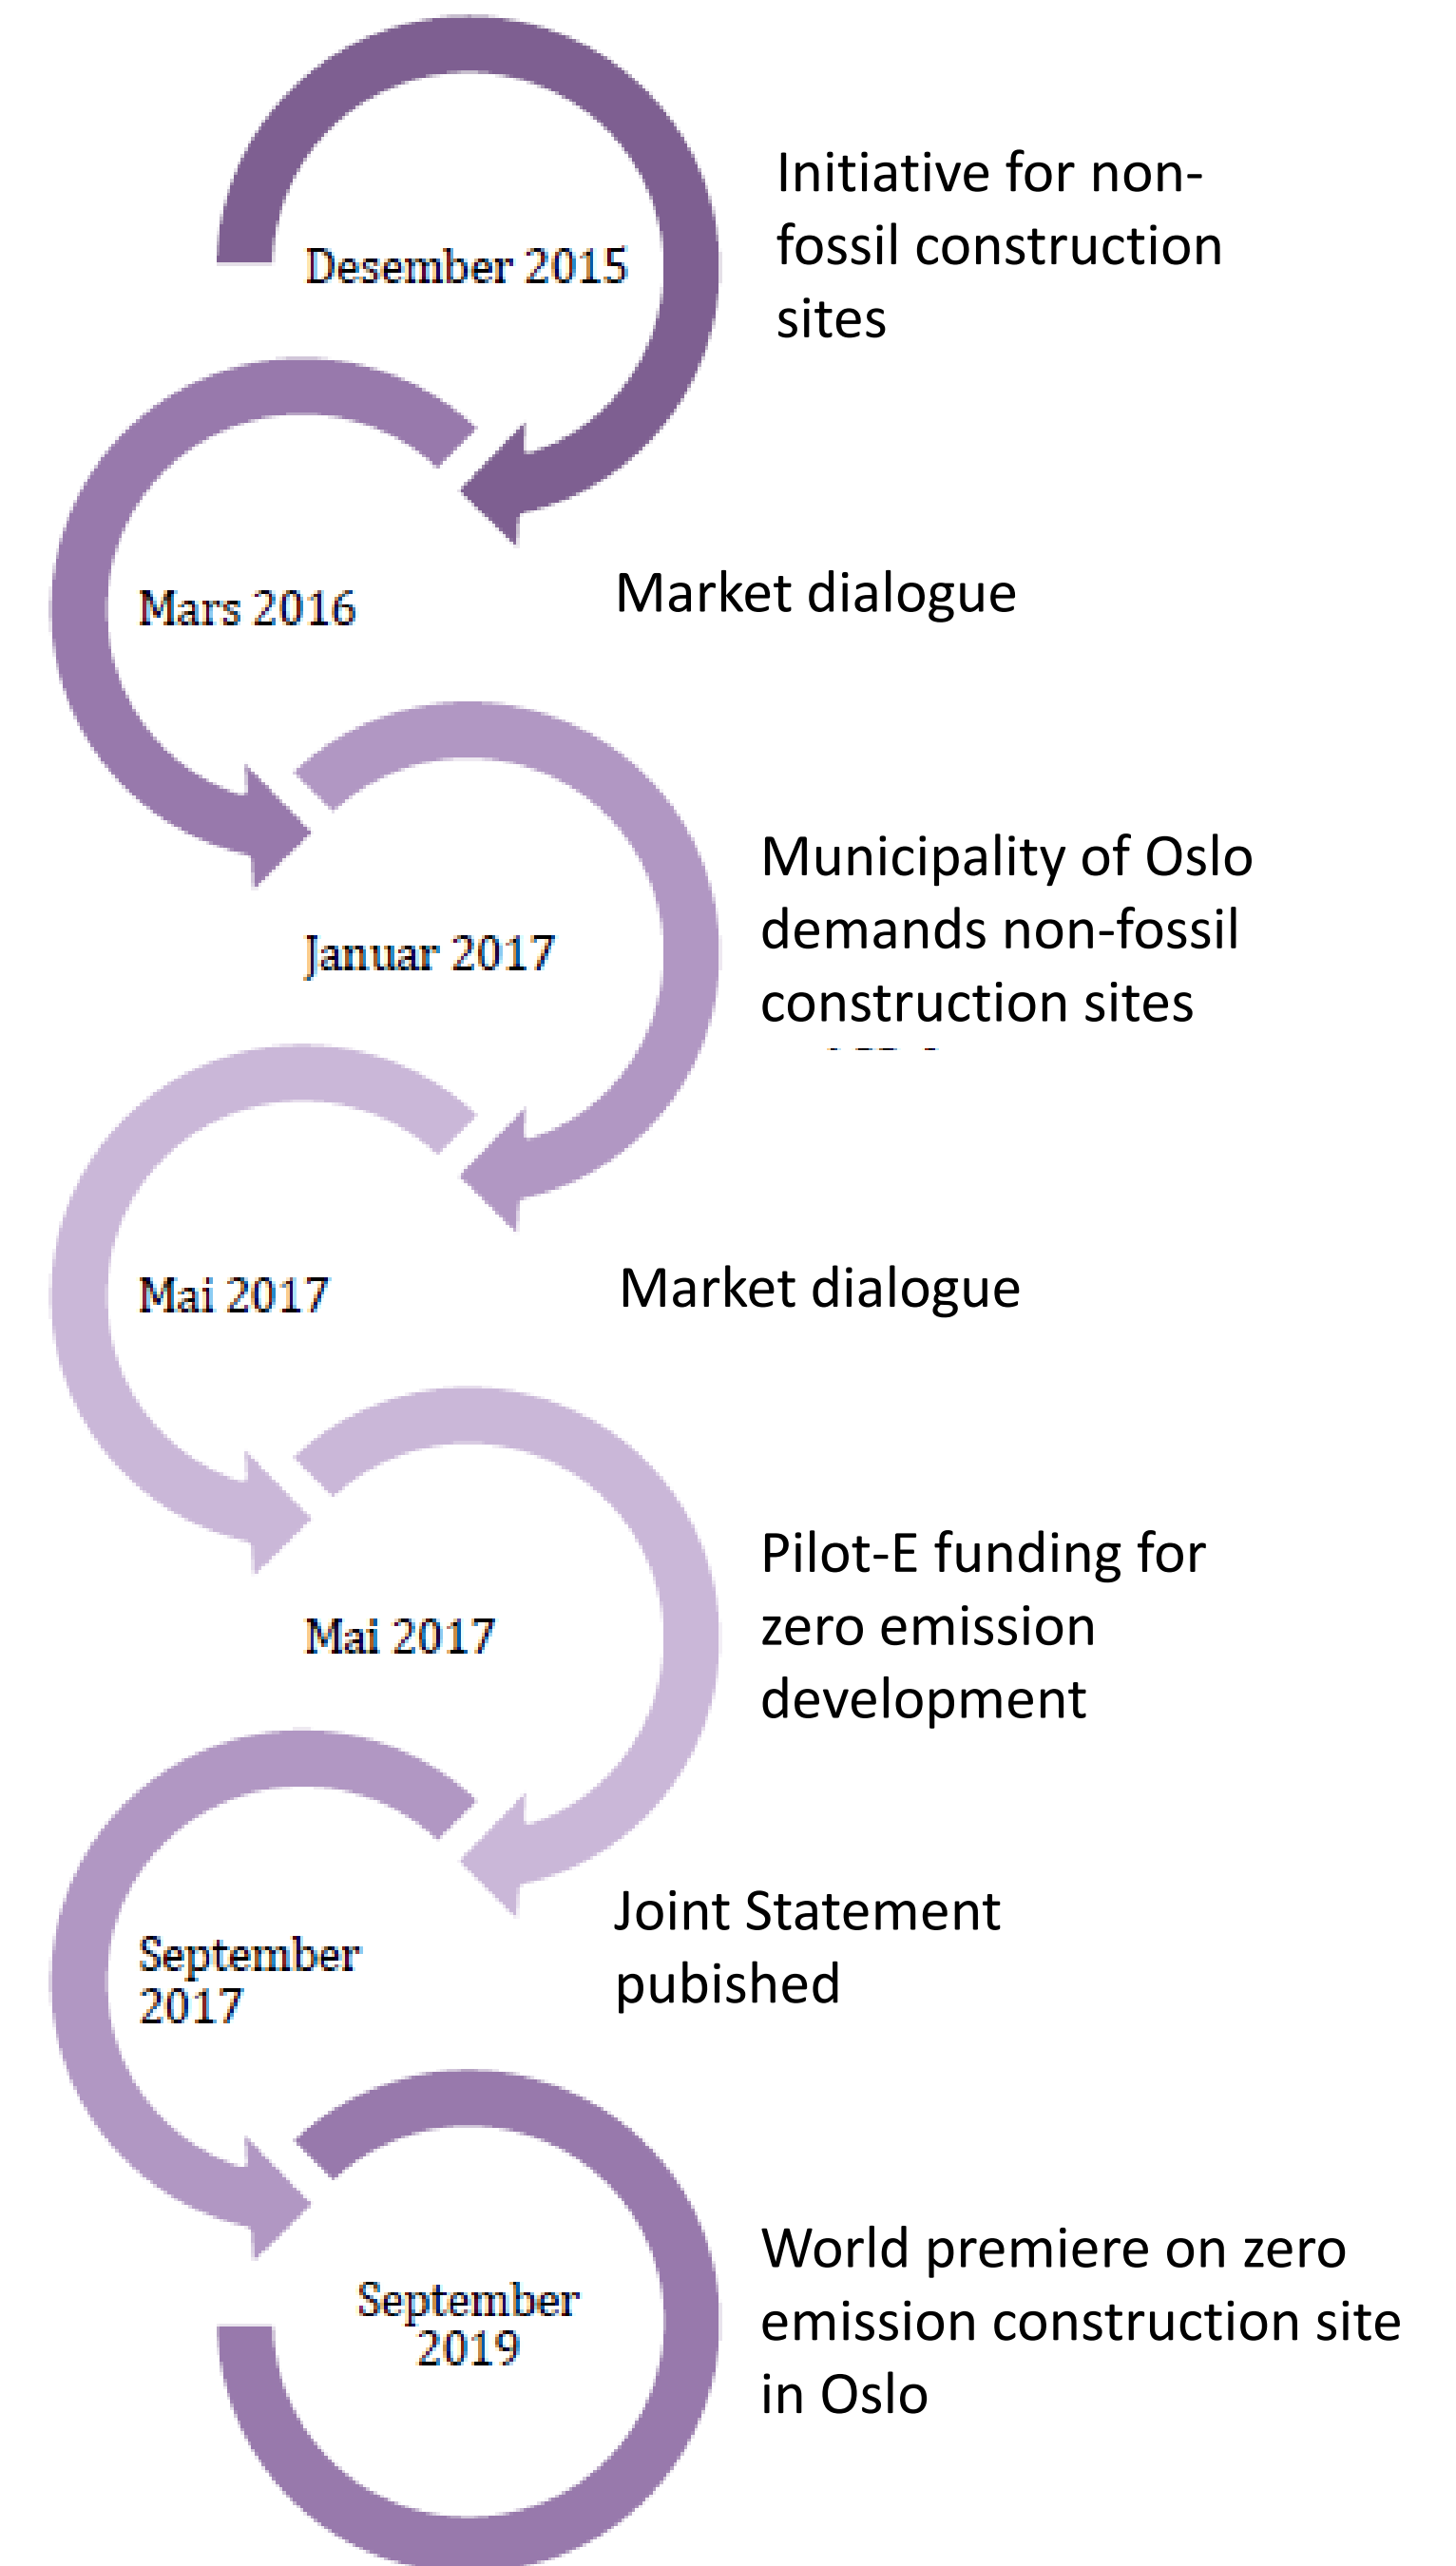 Desember 2015
Initiative for non-
fossil construction
sites
Mars 2016
Market dialogue
Januar 2017
Municipality of Oslo
demands non-fossil
construction sites
Mai 2017
Market dialogue
Mai 2017
Pilot-E funding for
zero emission
development
September
2017
Joint Statement
pubished
September
2019
World premiere on zero
emission construction site
in Oslo